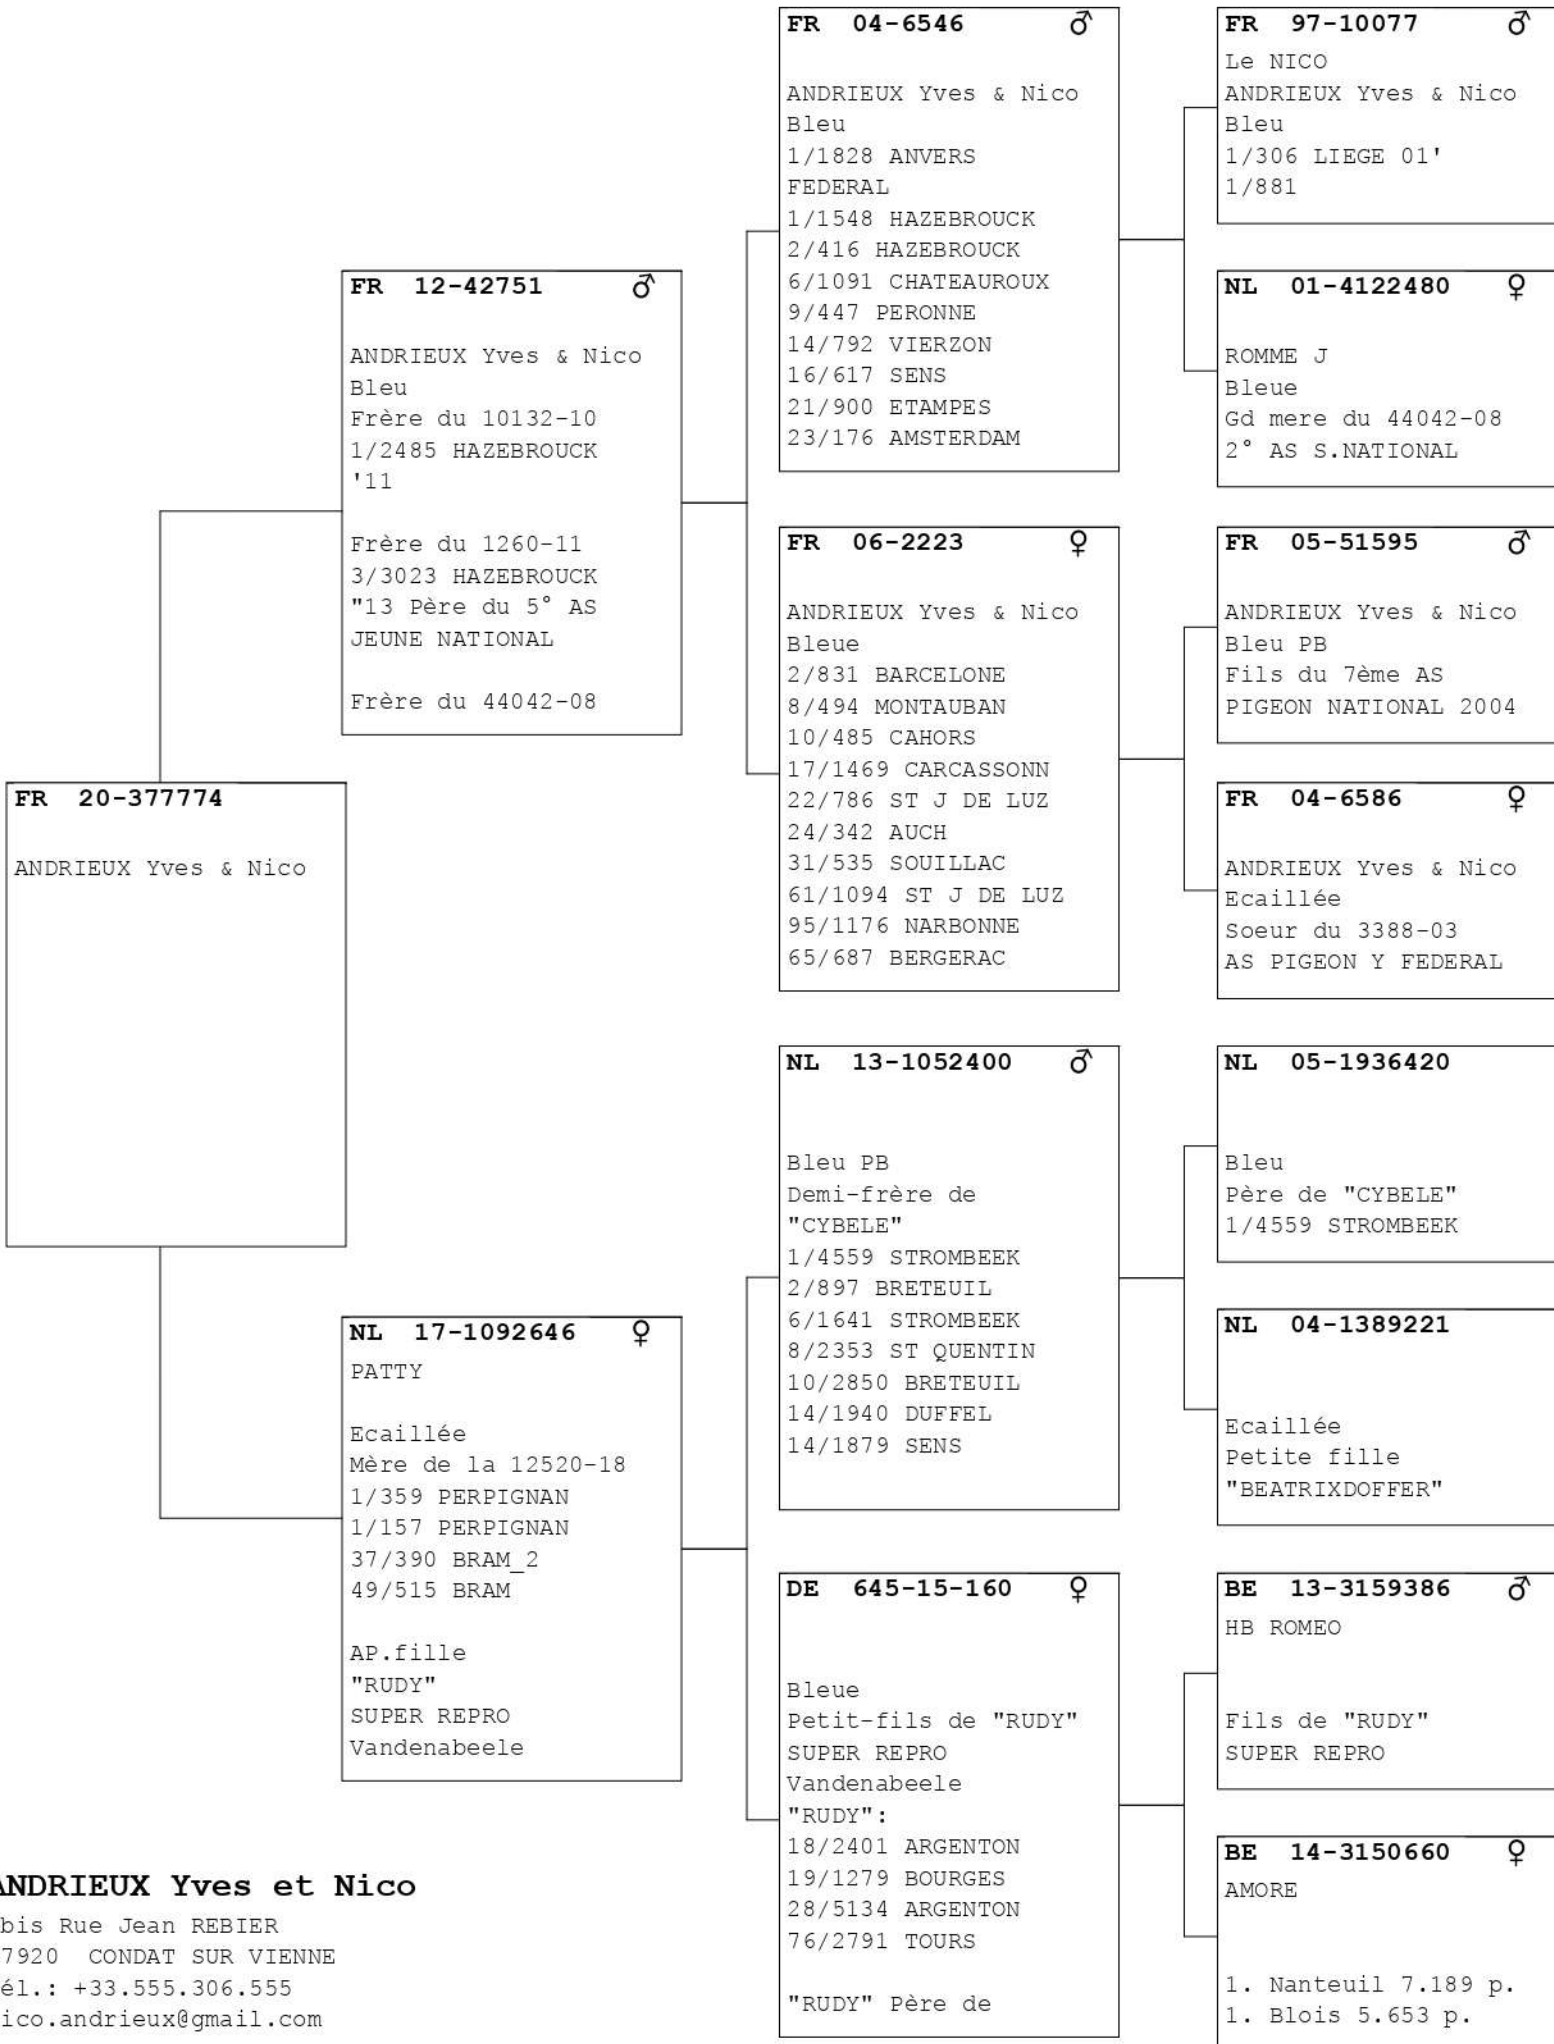 FR 20-377774
ANDRIEUX Yves & Nico
FR 12-42751 ♂
ANDRIEUX Yves & Nico
Bleu
Frère du 10132-10
1/2485 HAZEBROUCK
'11
Frère du 1260-11
3/3023 HAZEBROUCK
"13 Père du 5° AS
JEUNE NATIONAL
Frère du 44042-08
NL 17-1092646 ♀
PATTY
Ecaillée
Mère de la 12520-18
1/359 PERPIGNAN
1/157 PERPIGNAN
37/390 BRAM_2
49/515 BRAM
AP.fille
"RUDY"
SUPER REPRO
Vandenabeele
FR 04-6546 ♂
ANDRIEUX Yves & Nico
Bleu
1/1828 ANVERS
FEDERAL
1/1548 HAZEBROUCK
2/416 HAZEBROUCK
6/1091 CHATEAUROUX
9/447 PERONNE
14/792 VIERZON
16/617 SENS
21/900 ETAMPES
23/176 AMSTERDAM
FR 06-2223 ♀
ANDRIEUX Yves & Nico
Bleue
2/831 BARCELONE
8/494 MONTAUBAN
10/485 CAHORS
17/1469 CARCASSONN
22/786 ST J DE LUZ
24/342 AUCH
31/535 SOUILLAC
61/1094 ST J DE LUZ
95/1176 NARBONNE
65/687 BERGERAC
NL 13-1052400 ♂
Bleu PB
Demi-frère de
"CYBELE"
1/4559 STROMBEEK
2/897 BRETEUIL
6/1641 STROMBEEK
8/2353 ST QUENTIN
10/2850 BRETEUIL
14/1940 DUFFEL
14/1879 SENS
DE 645-15-160 ♀
Bleue
Petit-fils de "RUDY"
SUPER REPRO
Vandenabeele
"RUDY":
18/2401 ARGENTON
19/1279 BOURGES
28/5134 ARGENTON
76/2791 TOURS
"RUDY" Père de
FR 97-10077 ♂
Le NICO
ANDRIEUX Yves & Nico
Bleu
1/306 LIEGE 01'
1/881
NL 01-4122480 ♀
ROMME J
Bleue
Gd mere du 44042-08
2° AS S.NATIONAL
FR 05-51595 ♂
ANDRIEUX Yves & Nico
Bleu PB
Fils du 7ème AS
PIGEON NATIONAL 2004
FR 04-6586 ♀
ANDRIEUX Yves & Nico
Ecaillée
Soeur du 3388-03
AS PIGEON Y FEDERAL
NL 05-1936420
Bleu
Père de "CYBELE"
1/4559 STROMBEEK
NL 04-1389221
Ecaillée
Petite fille
"BEATRIXDOFFER"
BE 13-3159386 ♂
HB ROMEO
Fils de "RUDY"
SUPER REPRO
BE 14-3150660 ♀
AMORE
1. Nanteuil 7.189 p.
1. Blois 5.653 p.
ANDRIEUX Yves et Nico
bis Rue Jean REBIER
7920 CONDAT SUR VIENNE
él.: +33.555.306.555
ico.andrieux@gmail.com